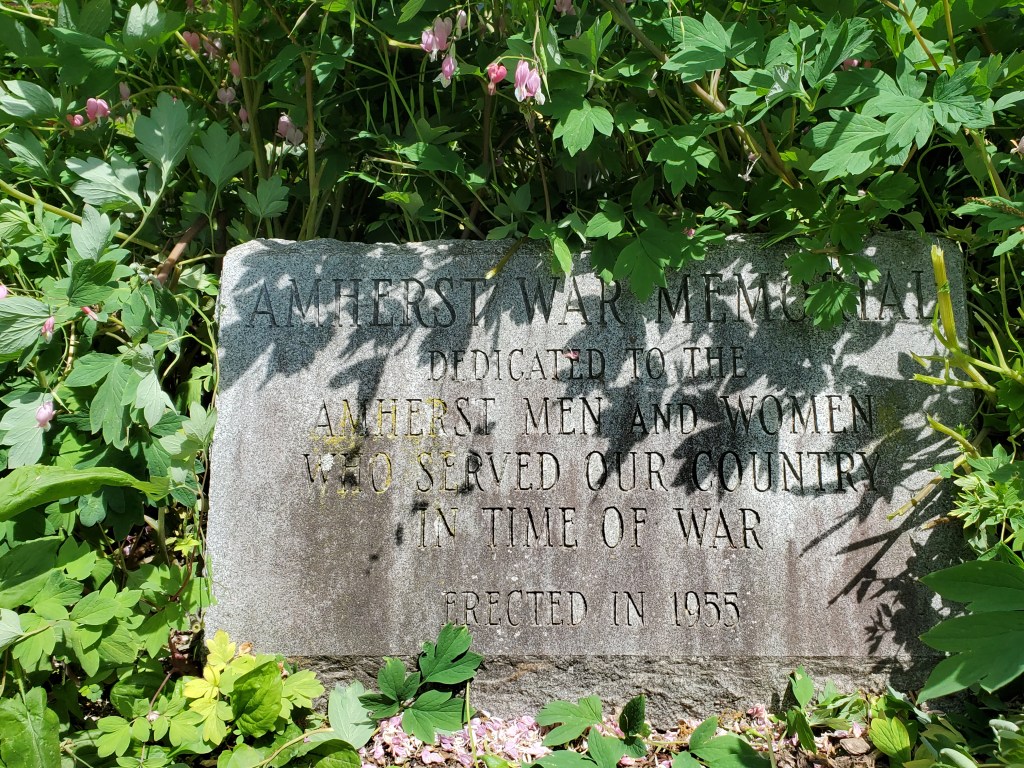 AMHERST WAR MEMORIAL
DEDICATED TO THE
AMHERST MEN AND WOMEN
WHO SERVED OUR COUNTRY
IN TIME OF WAR
ERECTED IN 1955